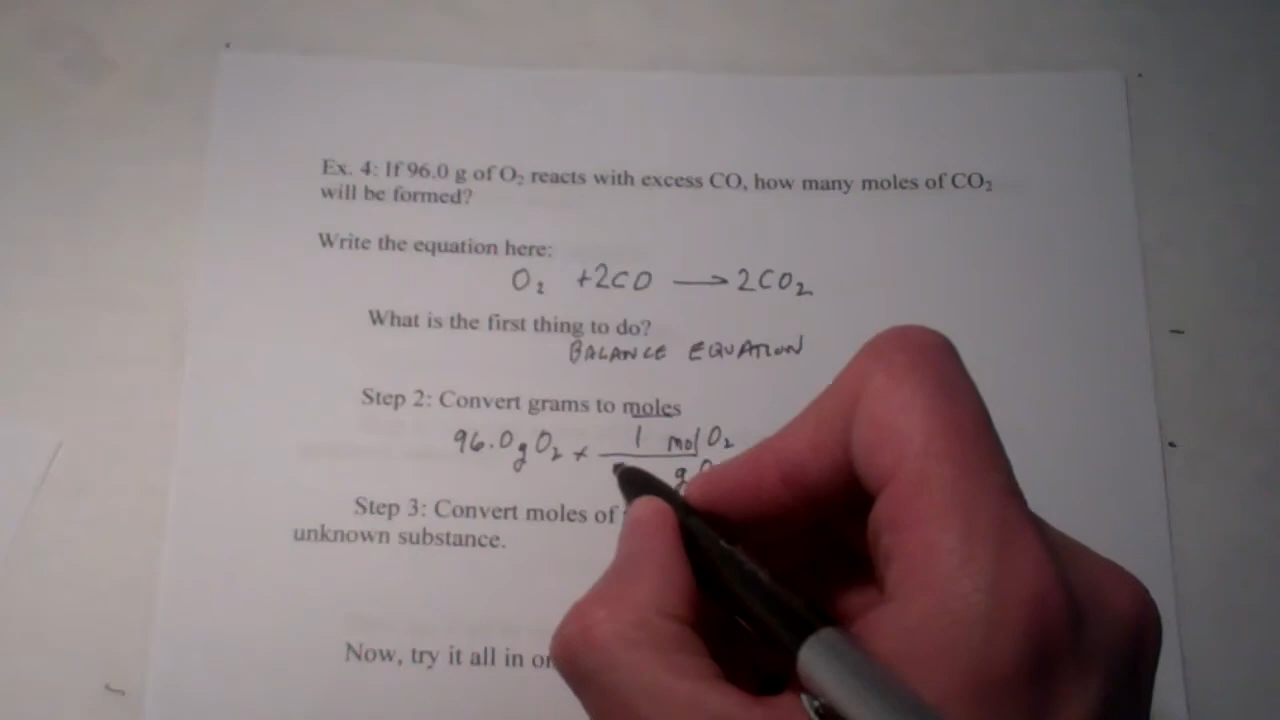 Ex. 4: If 96.0 g of O₂ reacts with excess CO, how many moles of CO₂
will be formed?
Write the equation here:
O₂ +2CO → 2CO₂
What is the first thing to do?
BALANCE EQUATION
Step 2: Convert grams to moles
96.0g O₂ × 1 mol O₂
g
Step 3: Convert moles of
unknown substance.
Now, try it all in